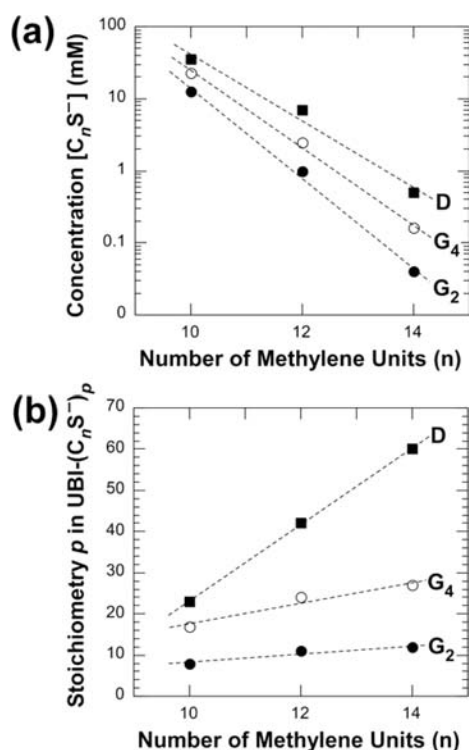 (a)
Concentration [CₙS⁻] (mM)
100
10
1
0.1
0
D
G₄
G₂
10 12 14
Number of Methylene Units (n)
(b)
Stoichiometry p in UBI-(CₙS⁻)ₚ
70
60
50
40
30
20
10
0
D
G₄
G₂
10 12 14
Number of Methylene Units (n)